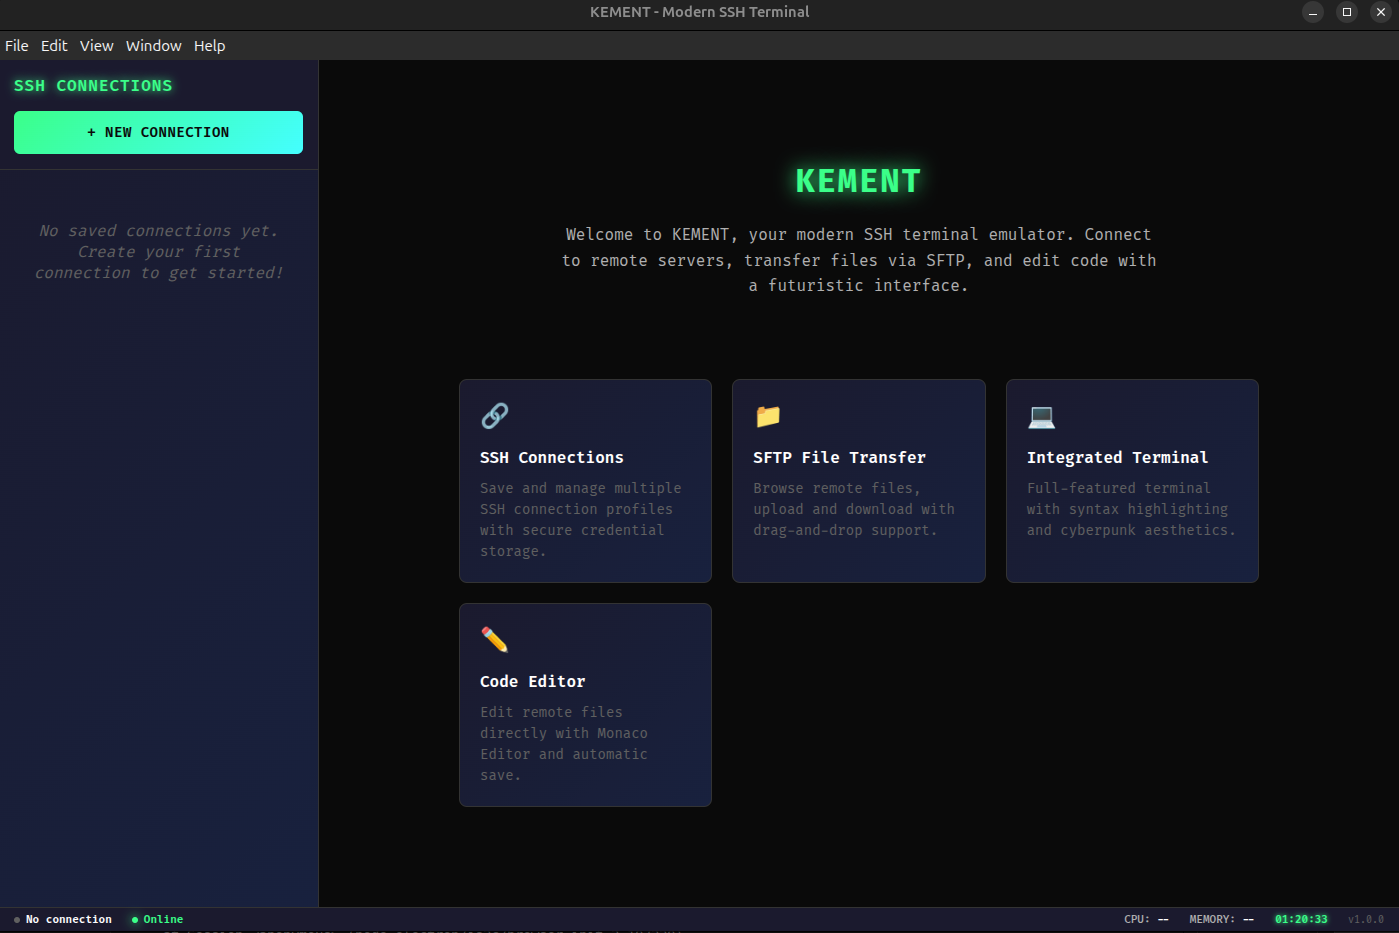 KEMENT - Modern SSH Terminal
File Edit View Window Help
SSH CONNECTIONS
+ NEW CONNECTION
No saved connections yet.
Create your first
connection to get started!
KEMENT
Welcome to KEMENT, your modern SSH terminal emulator. Connect
to remote servers, transfer files via SFTP, and edit code with
a futuristic interface.
SSH Connections
Save and manage multiple
SSH connection profiles
with secure credential
storage.
SFTP File Transfer
Browse remote files,
upload and download with
drag-and-drop support.
Integrated Terminal
Full-featured terminal
with syntax highlighting
and cyberpunk aesthetics.
Code Editor
Edit remote files
directly with Monaco
Editor and automatic
save.
No connection
Online
CPU: --
MEMORY: --
01:20:33
v1.0.0